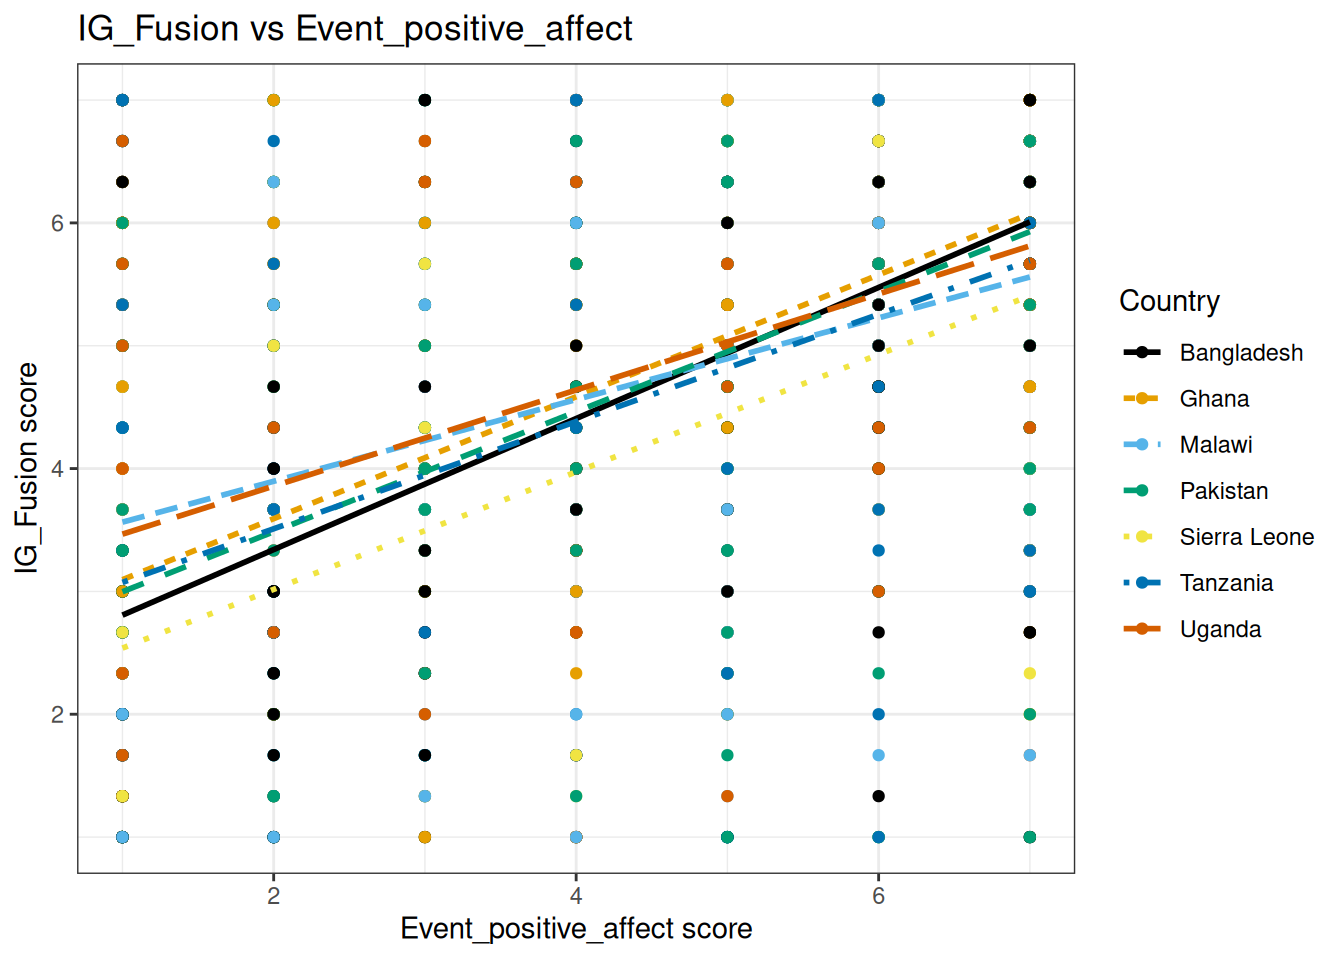 IG_Fusion vs Event_positive_affect
IG_Fusion score
6
4
2
2
4
6
Event_positive_affect score
Country
Bangladesh
Ghana
Malawi
Pakistan
Sierra Leone
Tanzania
Uganda